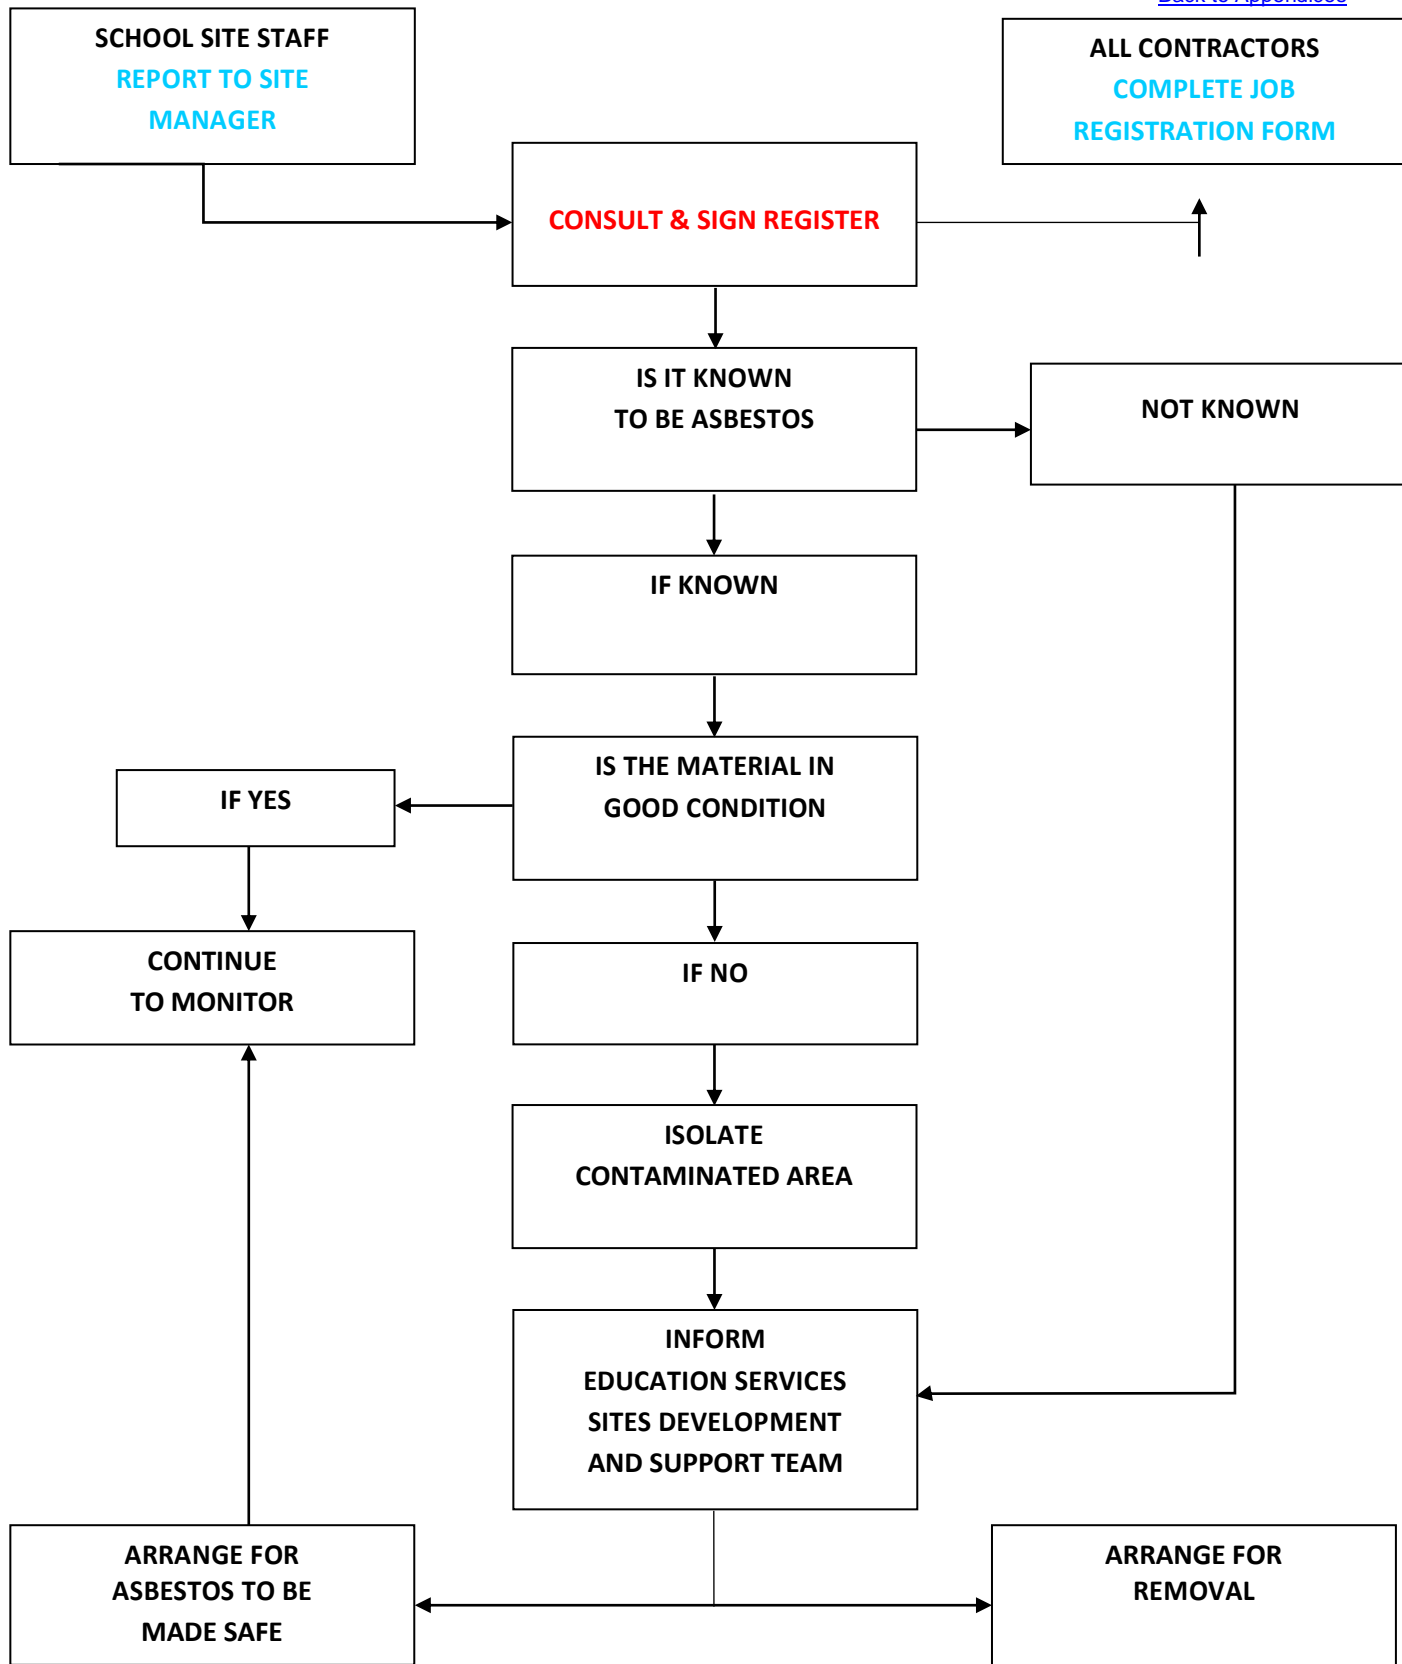 Back to Appendices
SCHOOL SITE STAFF
REPORT TO SITE
MANAGER
ALL CONTRACTORS
COMPLETE JOB
REGISTRATION FORM
CONSULT & SIGN REGISTER
IS IT KNOWN
TO BE ASBESTOS
NOT KNOWN
IF KNOWN
IS THE MATERIAL IN
GOOD CONDITION
IF YES
CONTINUE
TO MONITOR
IF NO
ISOLATE
CONTAMINATED AREA
INFORM
EDUCATION SERVICES
SITES DEVELOPMENT
AND SUPPORT TEAM
ARRANGE FOR
ASBESTOS TO BE
MADE SAFE
ARRANGE FOR
REMOVAL